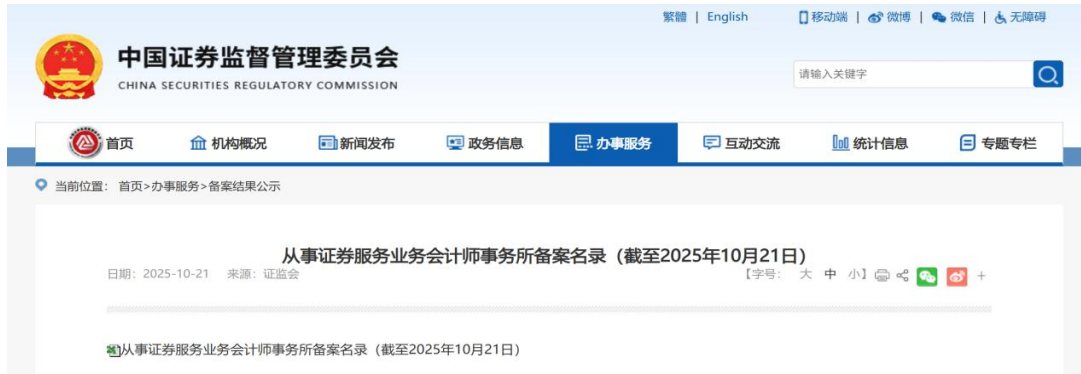 繁體 | English 移动端 | 微博 | 微信 | 无障碍
中国证券监督管理委员会
CHINA SECURITIES REGULATORY COMMISSION
请输入关键字
首页 机构概况 新闻发布 政务信息 办事服务 互动交流 统计信息 专题专栏
当前位置：首页>办事服务>备案结果公示
从事证券服务业务会计师事务所备案名录（截至2025年10月21日）
日期：2025-10-21 来源：证监会 【字号： 大 中 小】 +
从事证券服务业务会计师事务所备案名录（截至2025年10月21日）